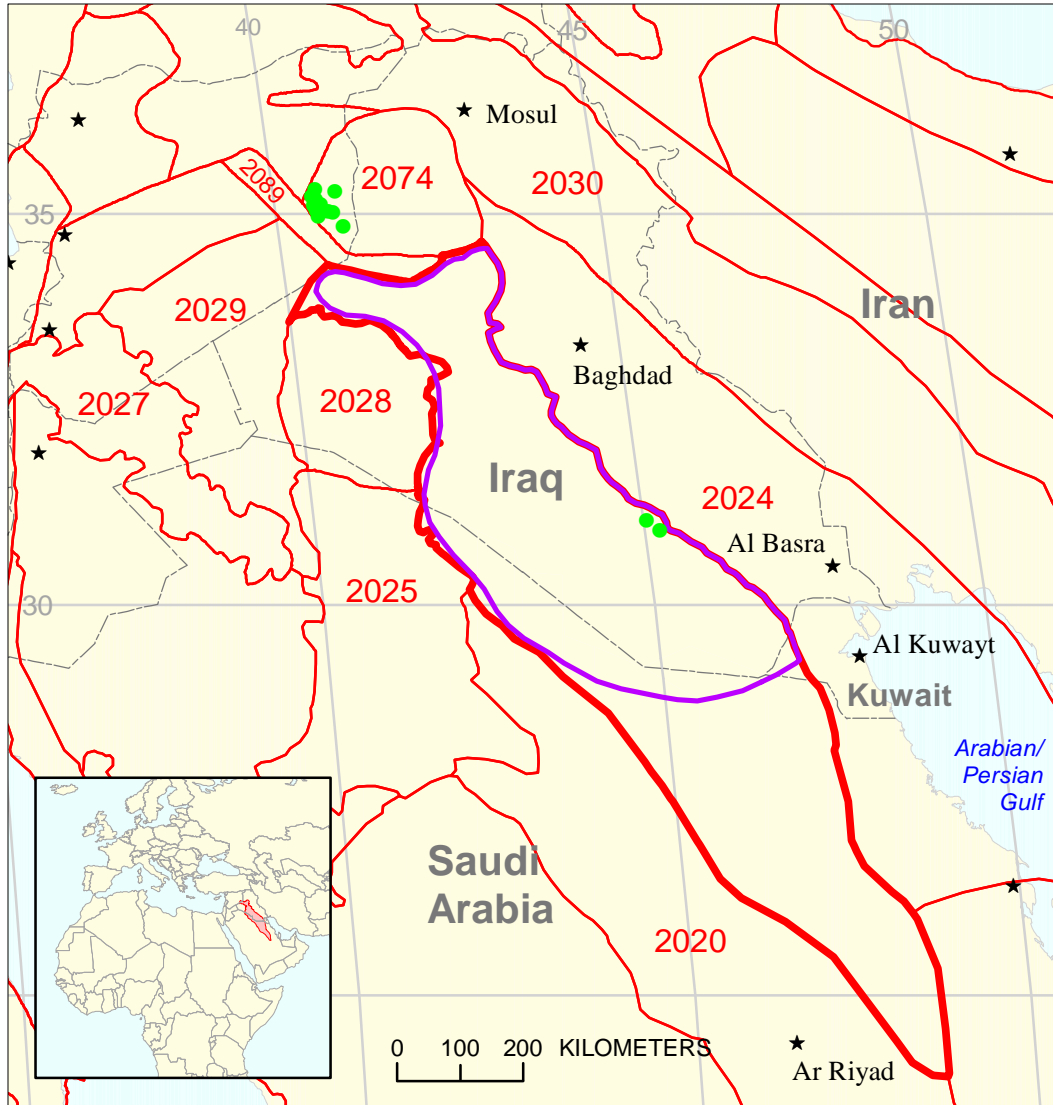 40
45
50
Mosul
2089
2074
2030
35
Iran
2029
Baghdad
2027
2028
Iraq
2024
Al Basra
2025
30
Al Kuwayt
Kuwait
Arabian/
Persian
Gulf
Saudi
Arabia
2020
0 100 200 KILOMETERS
Ar Riyad